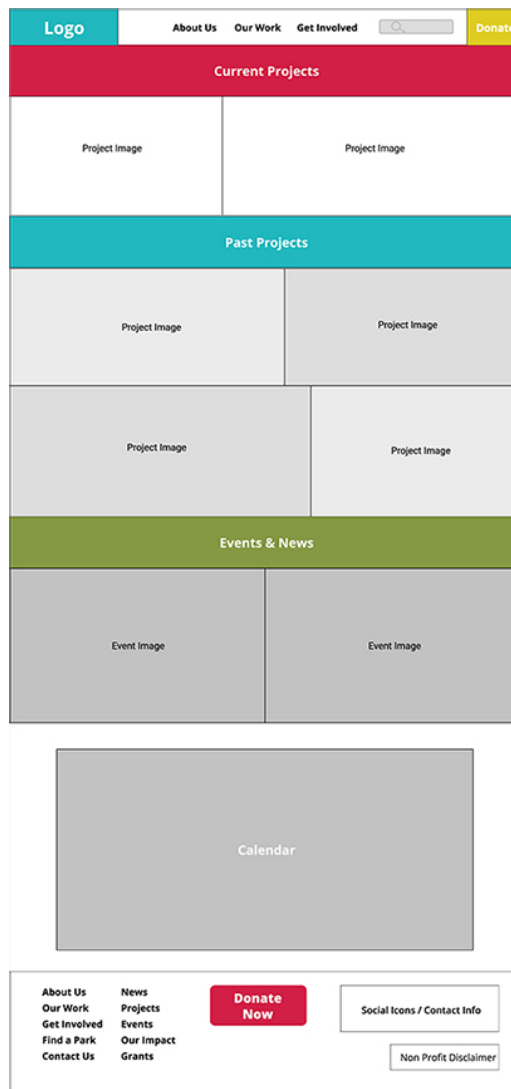 Logo
About Us Our Work Get Involved
Donate
Current Projects
Project Image Project Image
Past Projects
Project Image Project Image
Project Image Project Image
Events & News
Event Image Event Image
Calendar
About Us News
Our Work Projects
Get Involved Events
Find a Park Our Impact
Contact Us Grants
Donate
Now
Social Icons / Contact Info
Non Profit Disclaimer